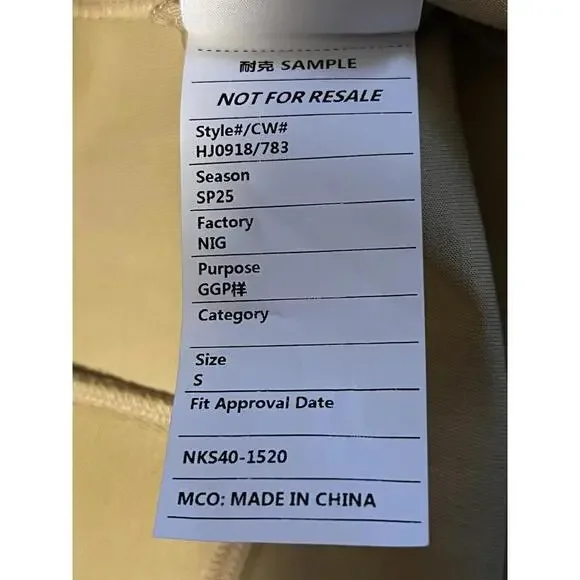 耐克 SAMPLE
NOT FOR RESALE
Style#/CW#
HJ0918/783
Season
SP25
Factory
NIG
Purpose
GGP样
Category
Size
S
Fit Approval Date
NKS40-1520
MCO: MADE IN CHINA